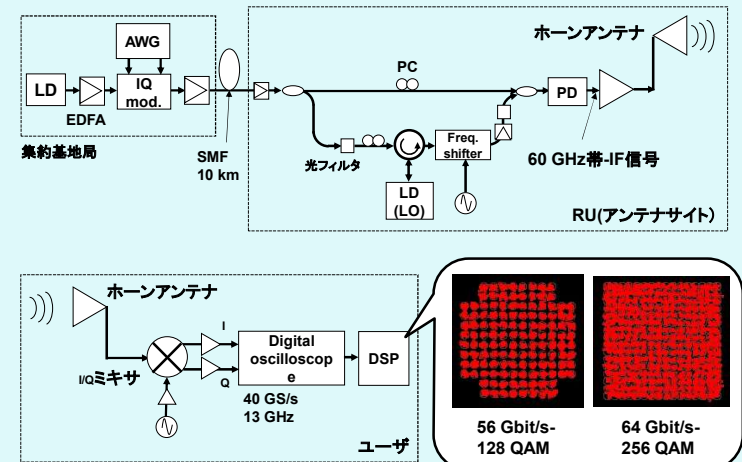 AWG
LD
IQ
mod.
EDFA
集約基地局
SMF
10 km
PC
光フィルタ
LD
(LO)
Freq.
shifter
PD
ホーンアンテナ
60 GHz帯-IF信号
RU(アンテナサイト)
ホーンアンテナ
I/Qミキサ
I
Q
Digital
oscilloscop
e
40 GS/s
13 GHz
DSP
ユーザ
56 Gbit/s-
128 QAM
64 Gbit/s-
256 QAM